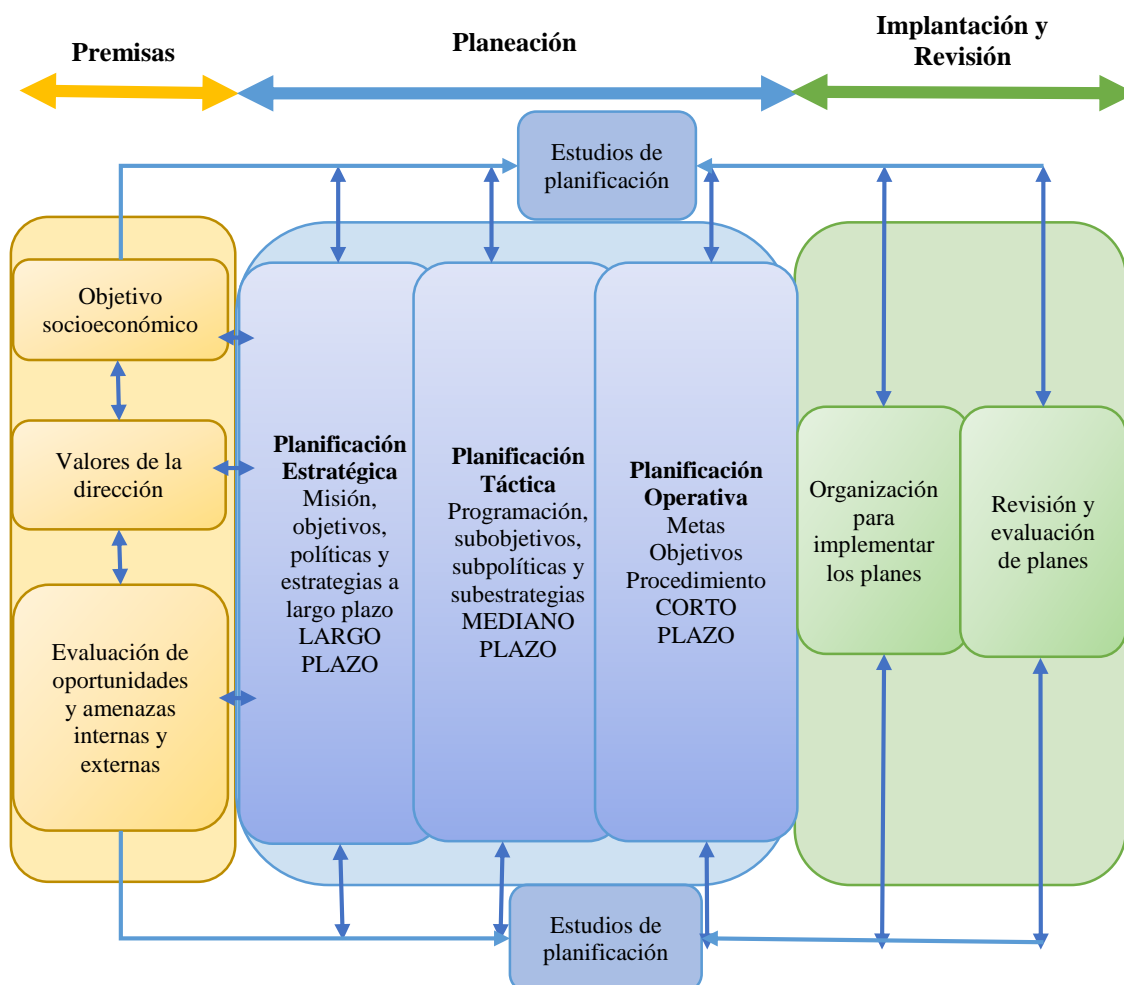 Premisas
Planeación
Implantación y
Revisión
Estudios de
planificación
Objetivo
socioeconómico
Valores de la
dirección
Evaluación de
oportunidades
y amenazas
internas y
externas
Planificación
Estratégica
Misión,
objetivos,
políticas y
estrategias a
largo plazo
LARGO
PLAZO
Planificación
Táctica
Programación,
subobjetivos,
subpolíticas y
subestrategias
MEDIANO
PLAZO
Planificación
Operativa
Metas
Objetivos
Procedimiento
CORTO
PLAZO
Organización
para
implementar
los planes
Revisión y
evaluación
de planes
Estudios de
planificación